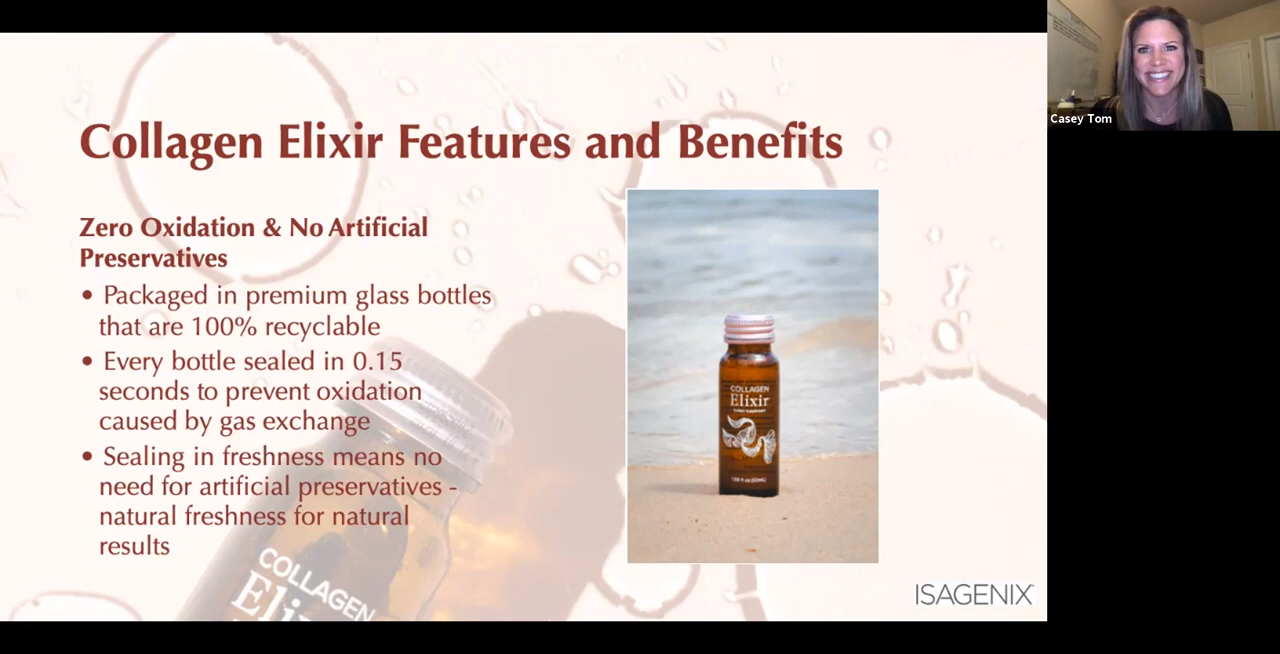 Casey Tom
Collagen Elixir Features and Benefits
Zero Oxidation & No Artificial
Preservatives
• Packaged in premium glass bottles
that are 100% recyclable
• Every bottle sealed in 0.15
seconds to prevent oxidation
caused by gas exchange
• Sealing in freshness means no
need for artificial preservatives -
natural freshness for natural
results
COLLAGEN
Elixir
COLLAGEN
ISAGENIX